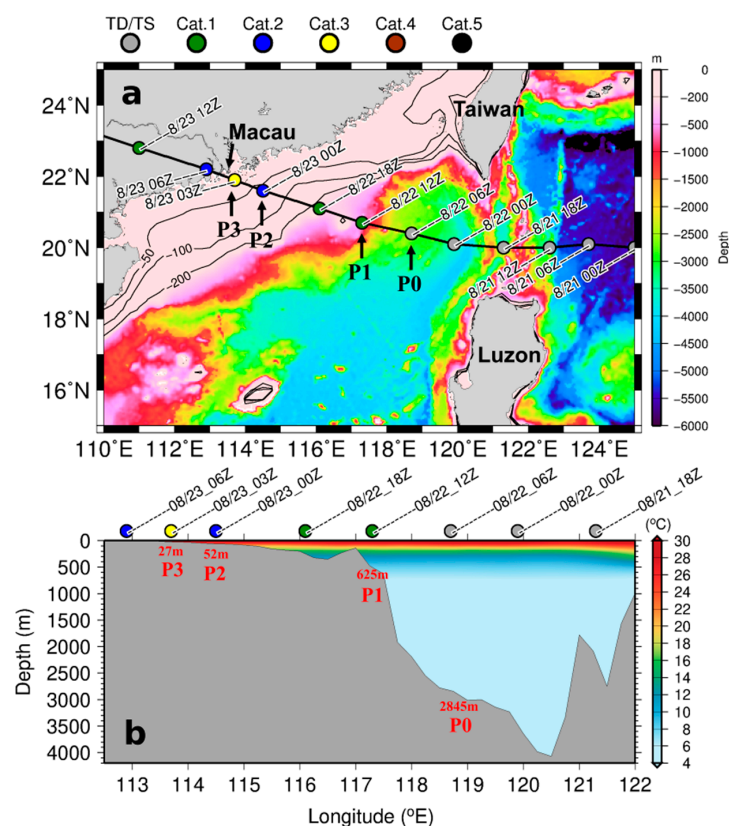 TD/TS Cat.1 Cat.2 Cat.3 Cat.4 Cat.5
m
a
24°N
22°N
20°N
18°N
16°N
110°E 112°E 114°E 116°E 118°E 120°E 122°E 124°E
Taiwan
Macau
Luzon
8/23 12Z
8/23 06Z
8/23 03Z
8/23 00Z
8/22 18Z
8/22 12Z
8/22 06Z
8/22 00Z
8/21 18Z
8/21 12Z
8/21 06Z
8/21 00Z
P3
P2
P1
P0
-50
-100
-200
0
-500
-1000
-1500
-2000
-2500
-3000
-3500
-4000
-4500
-5000
-5500
-6000
Depth
08/23_06Z
08/23_03Z
08/23_00Z
08/22_18Z
08/22_12Z
08/22_06Z
08/22_00Z
08/21_18Z
(ºC)
0
500
1000
1500
2000
2500
3000
3500
4000
Depth (m)
27m
P3
52m
P2
625m
P1
2845m
P0
b
30
28
26
24
22
20
18
16
14
12
10
8
6
4
113 114 115 116 117 118 119 120 121 122
Longitude (ºE)